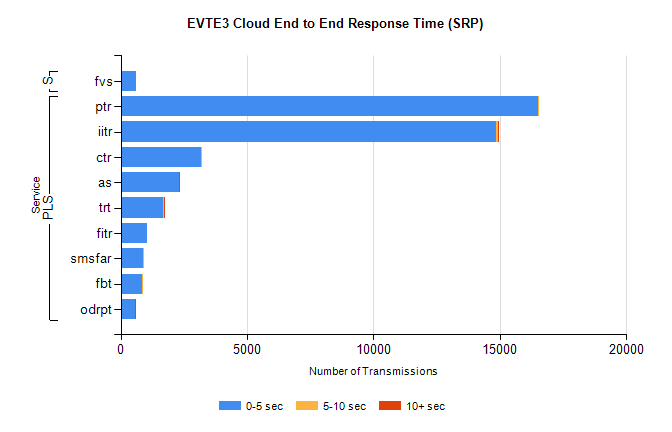 EVTE3 Cloud End to End Response Time (SRP)
Service
S
PLS
fvs
ptr
iitr
ctr
as
trt
fitr
smsfar
fbt
odrpt
0 5000 10000 15000 20000
Number of Transmissions
0-5 sec 5-10 sec 10+ sec